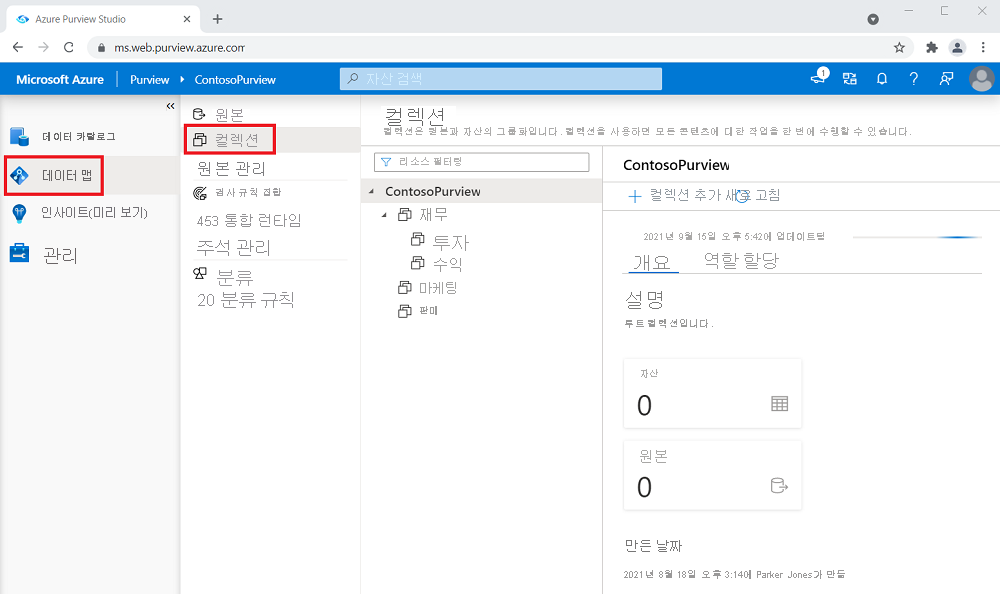 Azure Purview Studio
ms.web.purview.azure.com
Microsoft Azure Purview ContosoPurview 자산 검색 1
데이터 카탈로그
데이터 맵
인사이트(미리 보기)
관리
원본
컬렉션
원본 관리
검사 규칙 집합
453 통합 런타임
주석 관리
분류
20 분류 규칙
컬렉션
컬렉션은 원본과 자산의 그룹화입니다. 컬렉션을 사용하면 모든 콘텐츠에 대한 작업을 한 번에 수행할 수 있습니다.
리소스 필터링
ContosoPurview
재무
투자
수익
마케팅
판매
ContosoPurview
컬렉션 추가 새로 고침
2021년 9월 15일 오후 5:42에 업데이트됨
개요 역할 할당
설명
루트 컬렉션입니다.
자산
0
원본
0
만든 날짜
2021년 8월 18일 오후 3:14에 Parker Jones가 만듦